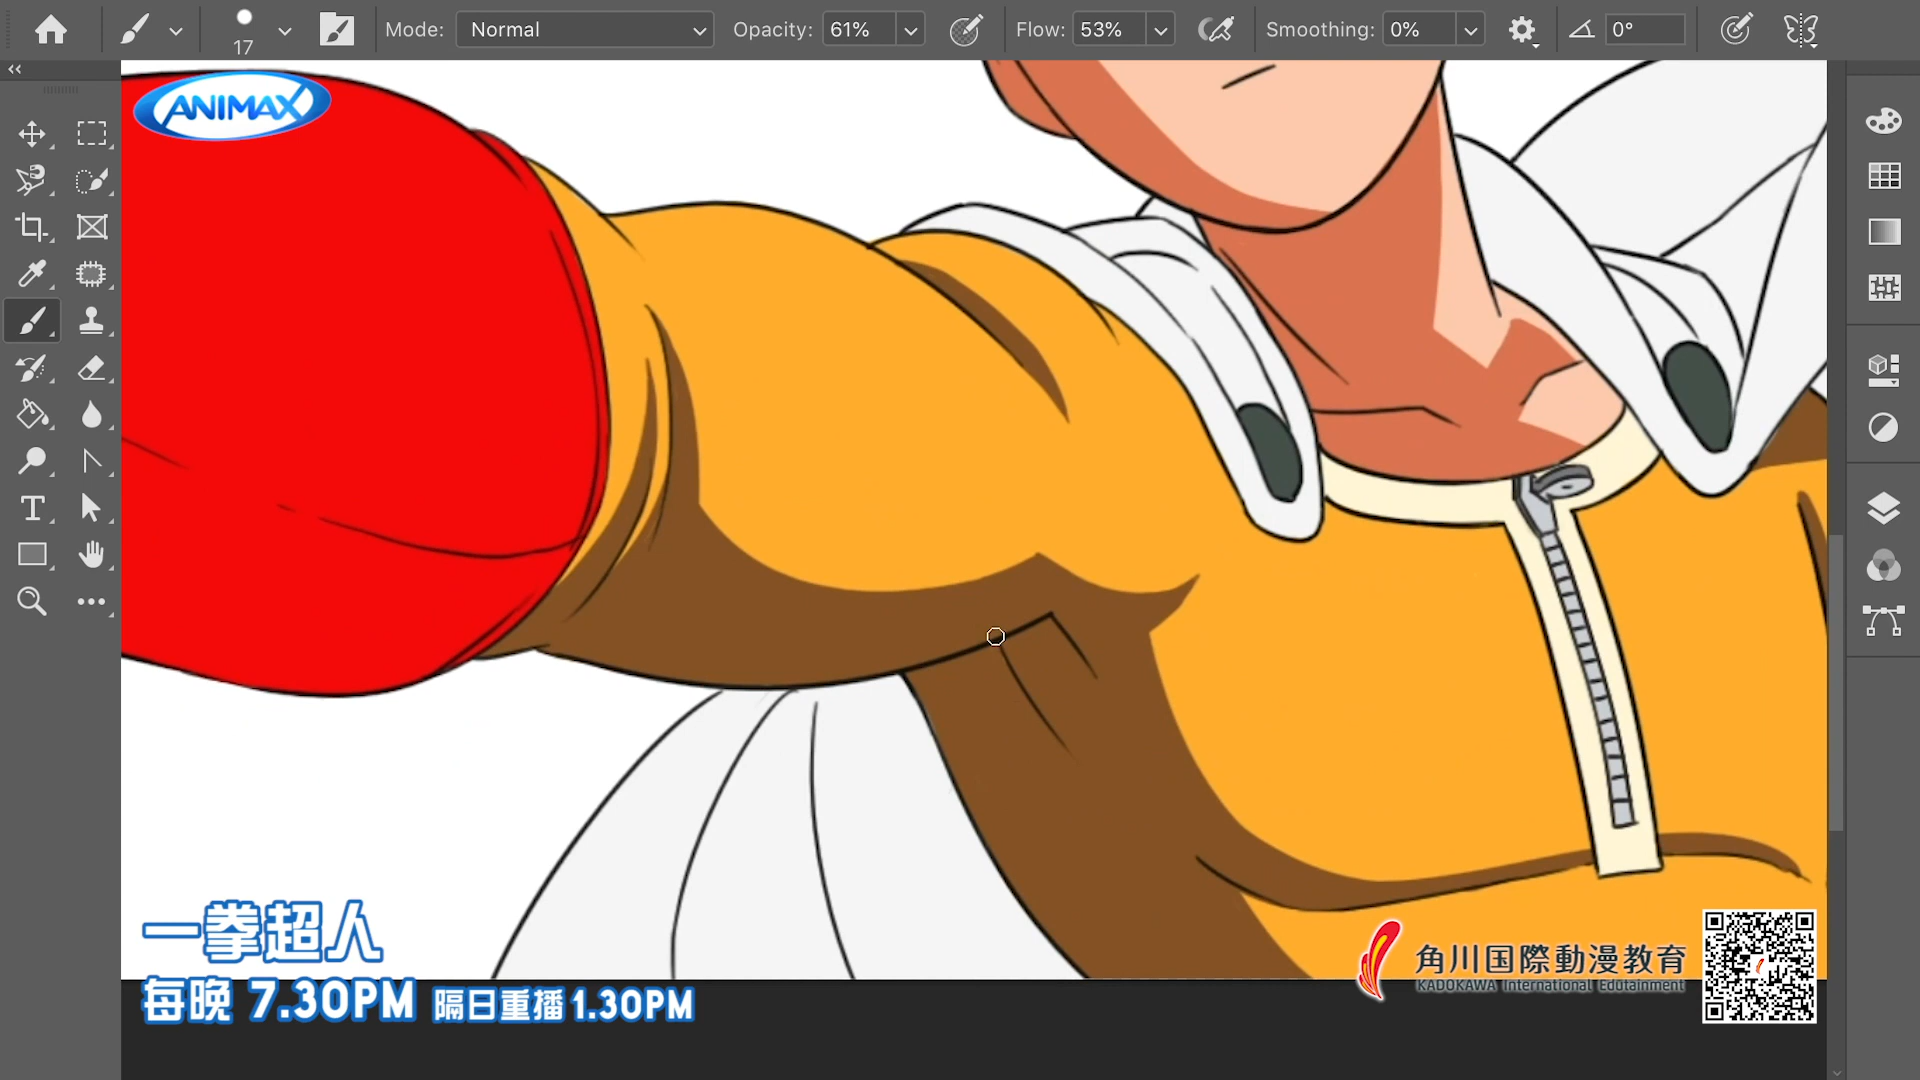 17
Mode: Normal Opacity: 61% Flow: 53% Smoothing: 0% 0°
ANIMAX
一拳超人
每晚 7.30PM 隔日重播 1.30PM
角川国際動漫教育
KADOKAWA International Edutainment